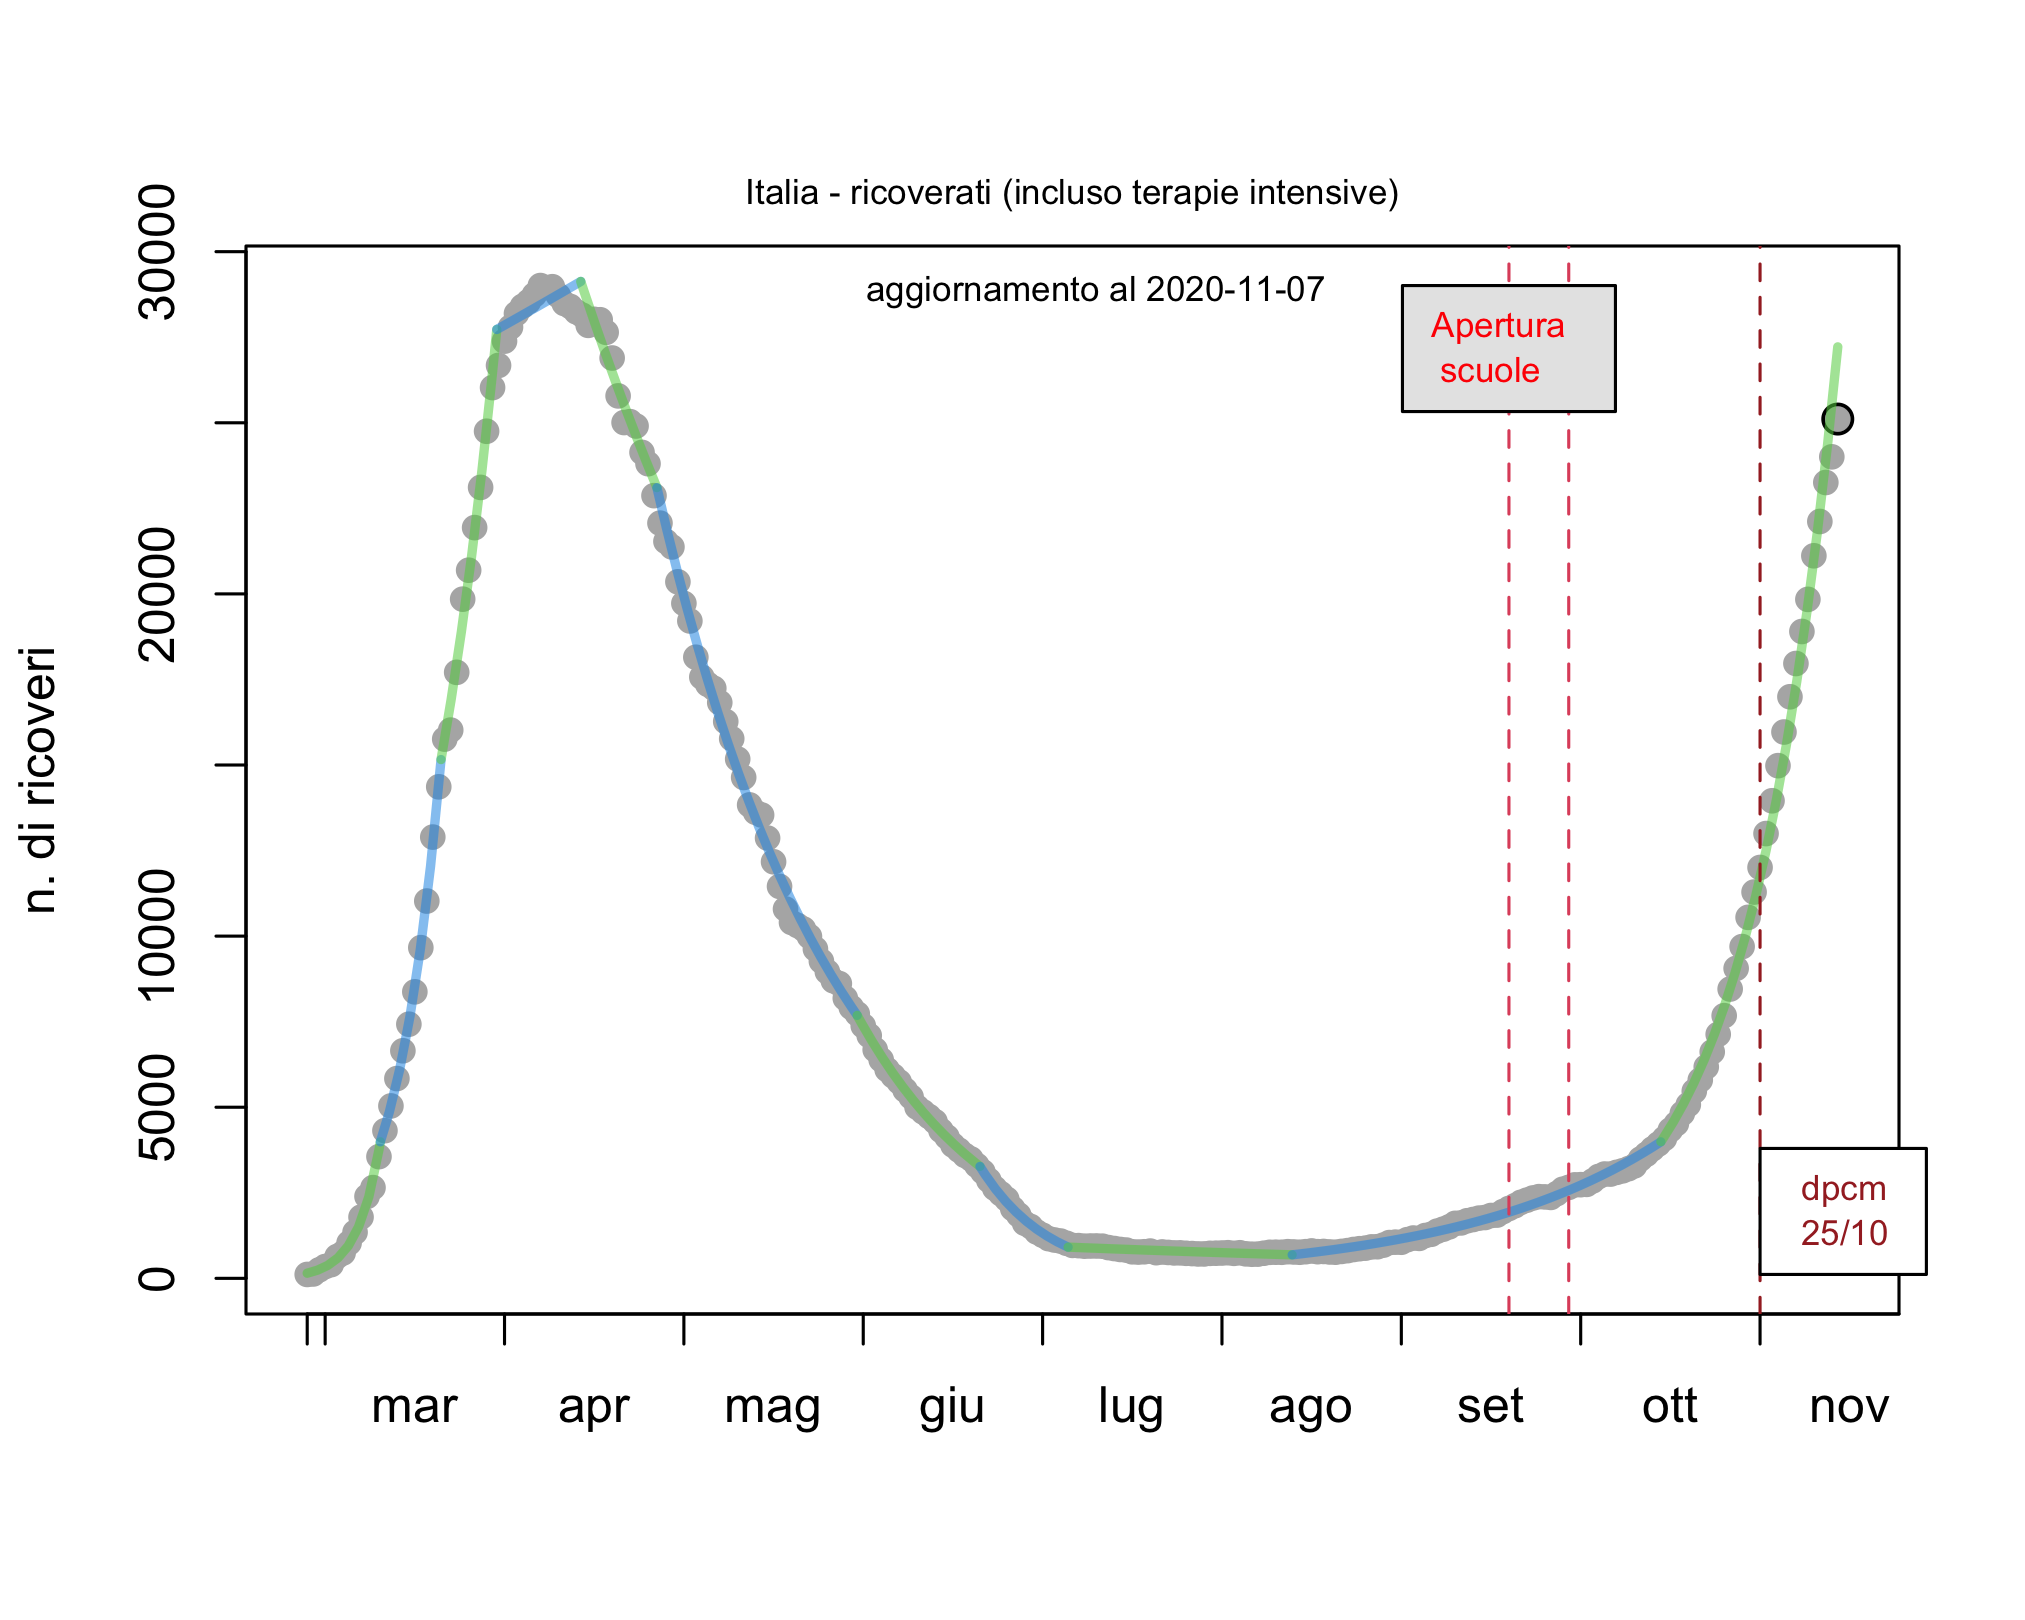 Italia - ricoverati (incluso terapie intensive)
aggiornamento al 2020-11-07
Apertura
scuole
n. di ricoveri
30000
20000
10000
5000
0
dpcm
25/10
mar apr mag giu lug ago set ott nov